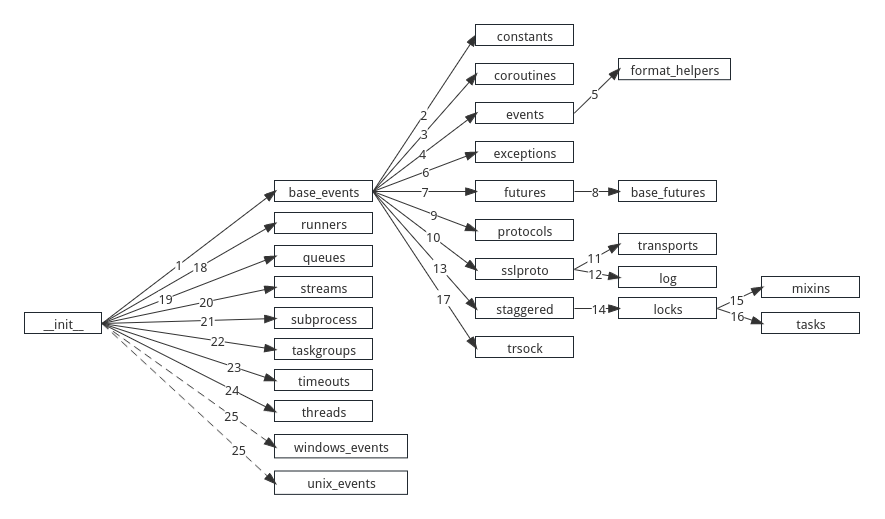 constants
coroutines
format_helpers
5
events
2
3
4
exceptions
6
base_events
7
futures
8
base_futures
9
protocols
10
transports
11
sslproto
12
log
13
mixins
staggered
14
locks
15
16
tasks
17
trsock
runners
1
18
queues
19
streams
20
__init__
21
subprocess
22
taskgroups
23
timeouts
24
threads
25
windows_events
25
unix_events